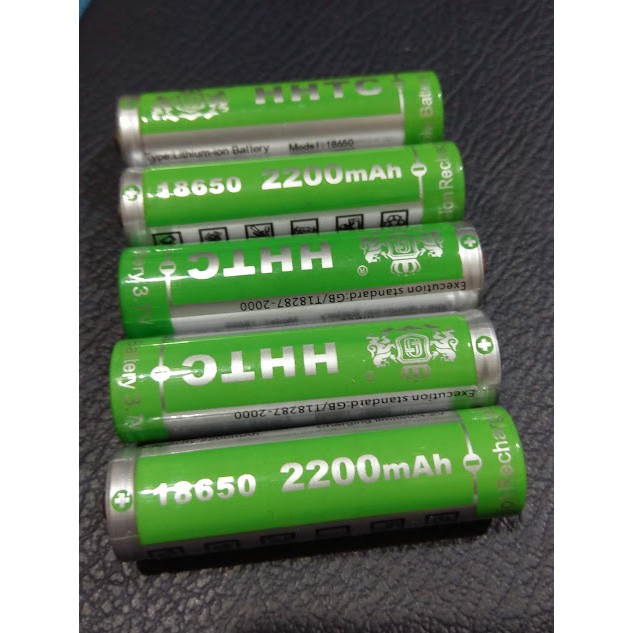 HHTC
Type:Lithium-ion Battery Model:18650
18650 2200mAh
HHTC
Execution standard:GB/T18287-2000
HHTC
Execution standard:GB/T18287-2000
18650 2200mAh